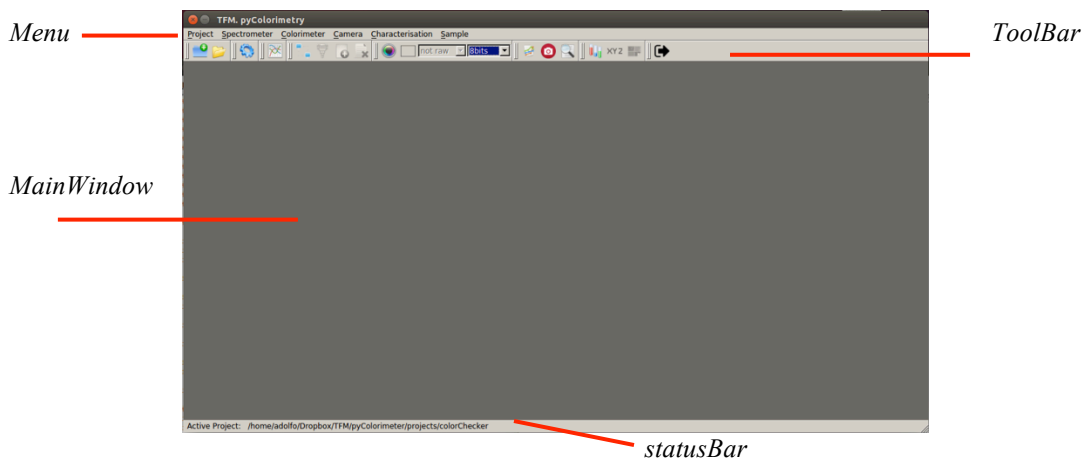 TFM. pyColorimetry
Menu
Project Spectrometer Colorimeter Camera Characterisation Sample
ToolBar
not raw 8bits XYZ
MainWindow
Active Project: /home/adolfo/Dropbox/TFM/pyColorimeter/projects/colorChecker
statusBar